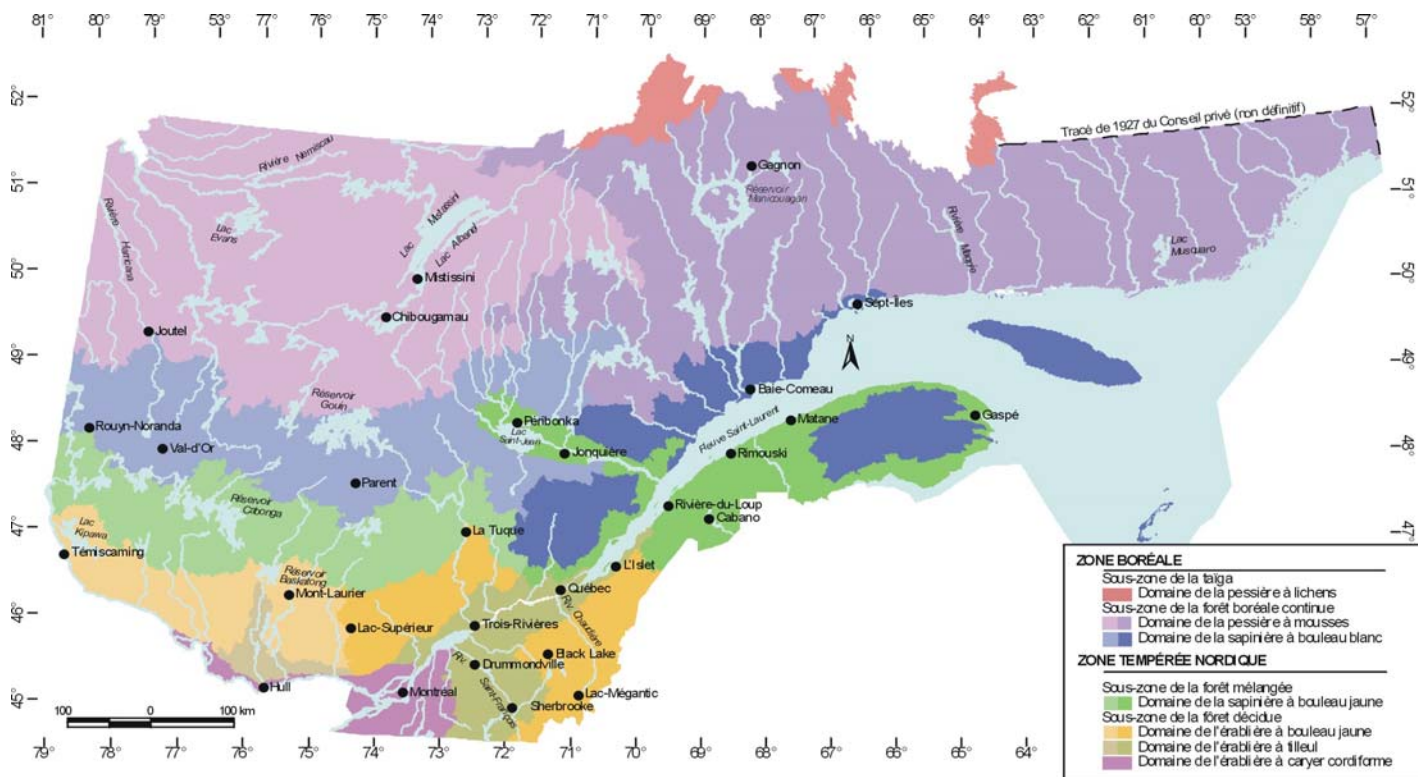 81° 80° 79° 77° 76° 75° 74° 73° 72° 71° 70° 69° 68° 67° 66° 65° 64° 63° 62° 61° 60° 53° 58° 57°
52° 52°
Tracé de 1927 du Conseil privé (non définitif)
Rivière Nemiscau
Gagnon
51° 51°
Réservoir
Manicouagan
Rivière Harricana
Lac
Evans
Lac Mistassini
Lac Albanel
Rivière
Lac
Musquaro
50° 50°
Mistissini
Sept-Îles
Chibougamau
Joutel
N
49° 49°
Baie-Comeau
Réservoir
Gouin
Péribonka
Matane
Gaspé
Rouyn-Noranda
Lac
Saint-Jean
Fleuve Saint-Laurent
48° 48°
Val-d'Or
Jonquière
Rimouski
Parent
Réservoir
Cabonga
Rivière-du-Loup
Cabano
47° 47°
Lac
Kipawa
La Tuque
Témiscaming
L'Islet
Réservoir
Baskatong
Mont-Laurier
Québec
46°
Riv. Chaudière
Lac-Supérieur
Trois-Rivières
Black Lake
Riv. Saint-François
Drummondville
Hull
Montréal
Lac-Mégantic
45°
Sherbrooke
100 0 100 km
79° 78° 77° 76° 75° 74° 73° 72° 71° 70° 69° 68° 67° 66° 65° 64°
ZONE BORÉALE
Sous-zone de la taïga
Domaine de la pessière à lichens
Sous-zone de la forêt boréale continue
Domaine de la pessière à mousses
Domaine de la sapinière à bouleau blanc
ZONE TEMPÉRÉE NORDIQUE
Sous-zone de la forêt mélangée
Domaine de la sapinière à bouleau jaune
Sous-zone de la fôret décidue
Domaine de l'érablière à bouleau jaune
Domaine de l'érablière à tilleul
Domaine de l'érablière à caryer cordiforme